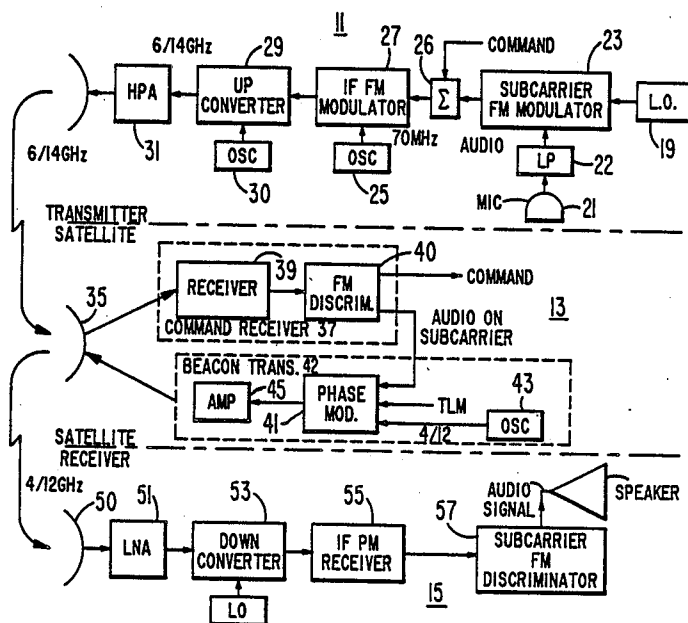 11
6/14GHz
29
27
26
COMMAND
23
HPA
UP
CONVERTER
IF FM
MODULATOR
Σ
SUBCARRIER
FM MODULATOR
L.O.
31
70MHz
AUDIO
19
6/14GHz
OSC
OSC
LP
22
30
25
MIC
21
TRANSMITTER
SATELLITE
39
40
35
RECEIVER
FM
DISCRIM.
COMMAND
13
COMMAND RECEIVER 37
AUDIO ON
SUBCARRIER
BEACON TRANS. 42
45
43
AMP
PHASE
MOD.
TLM
OSC
41
4/12
SATELLITE
RECEIVER
4/12GHz
50
51
53
55
57
AUDIO
SIGNAL
SPEAKER
LNA
DOWN
CONVERTER
IF PM
RECEIVER
SUBCARRIER
FM
DISCRIMINATOR
LO
15